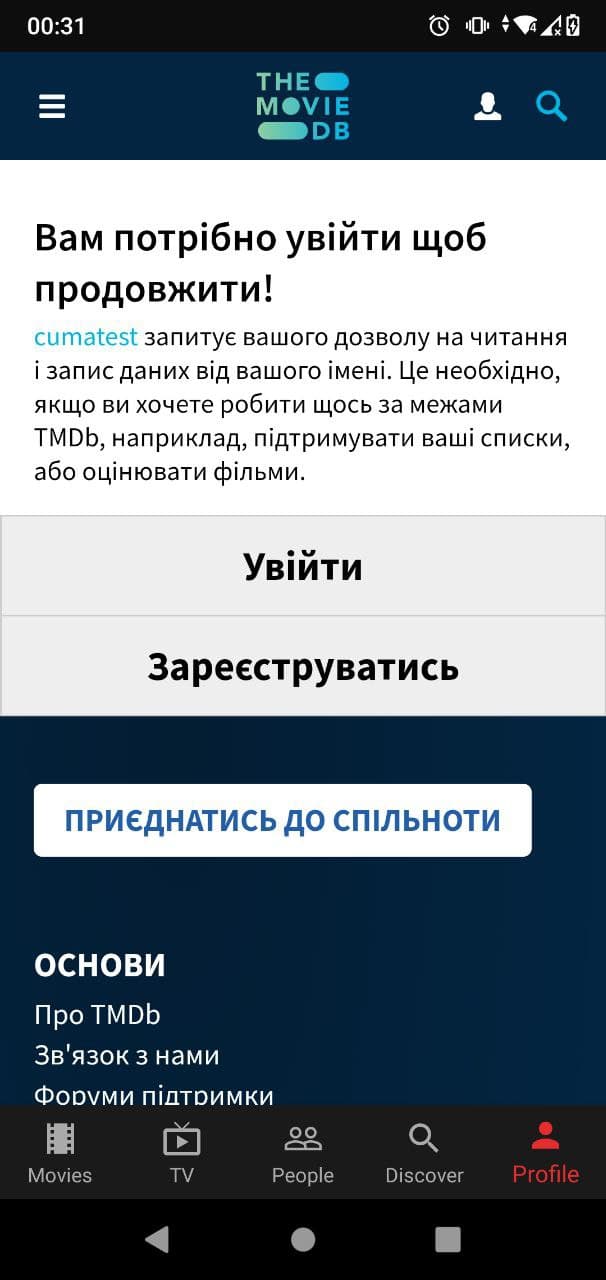 00:31
THE
MOVIE
DB
Вам потрібно увійти щоб
продовжити!
cumatest запитує вашого дозволу на читання
і запис даних від вашого імені. Це необхідно,
якщо ви хочете робити щось за межами
TMDb, наприклад, підтримувати ваші списки,
або оцінювати фільми.
Увійти
Зареєструватись
ПРИЄДНАТИСЬ ДО СПІЛЬНОТИ
ОСНОВИ
Про TMDb
Зв'язок з нами
Форуми підтримки
Movies TV People Discover Profile